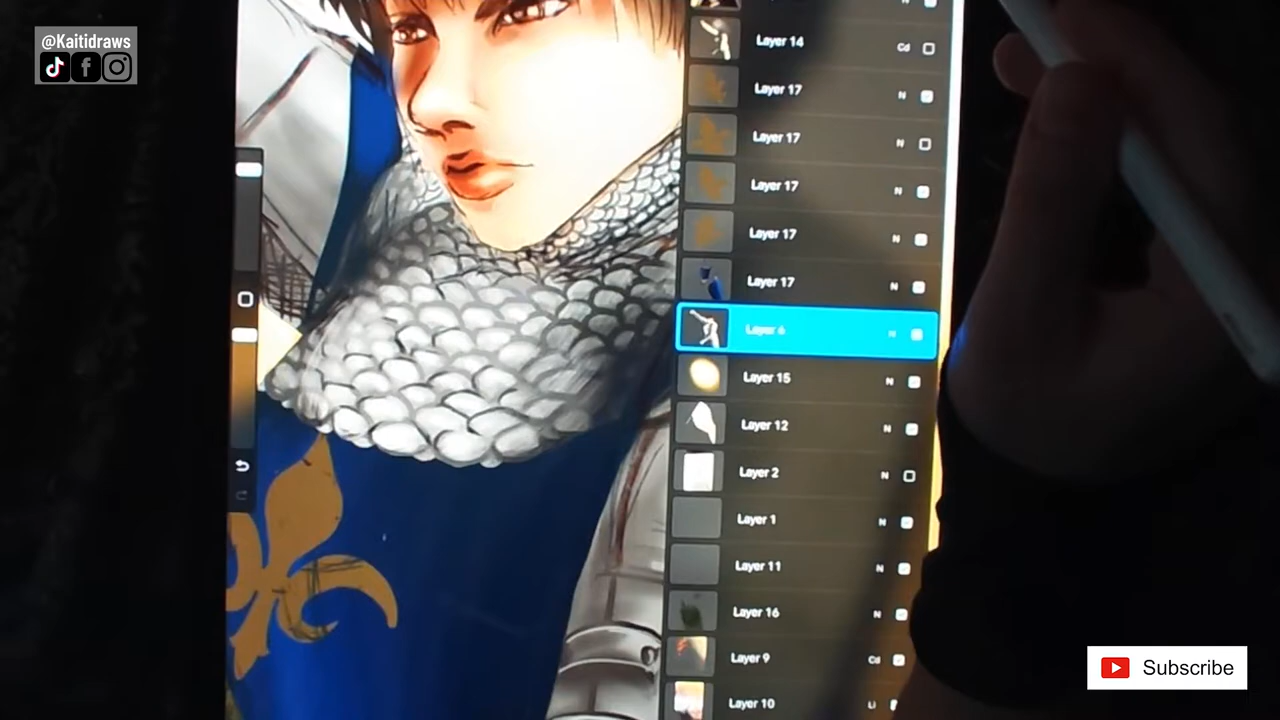 @Kaitidraws
N
Layer 14 Cd
Layer 17 N
Layer 17 N
Layer 17 N
Layer 17 N
Layer 17 N
Layer 6 N
Layer 15 N
Layer 12 N
Layer 2 N
Layer 1 N
Layer 11 N
Layer 16 N
Layer 9 Cd
Layer 10 Li
Subscribe